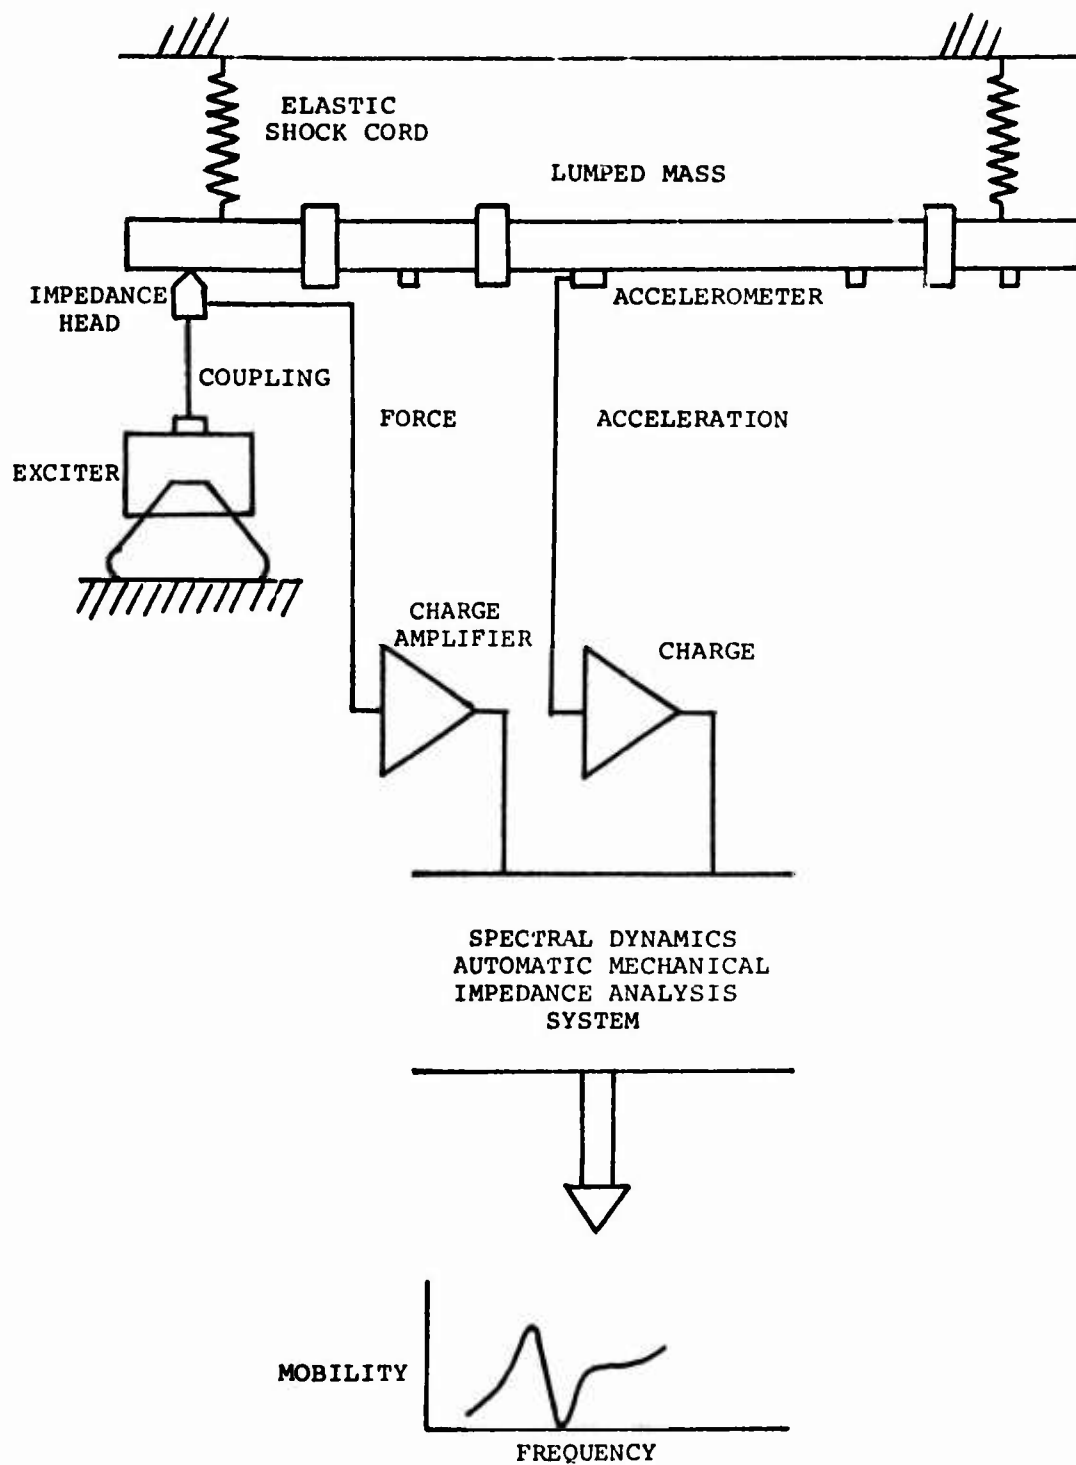 ELASTIC
SHOCK CORD
LUMPED MASS
IMPEDANCE
HEAD
ACCELEROMETER
COUPLING
FORCE
ACCELERATION
EXCITER
CHARGE
AMPLIFIER
CHARGE
SPECTRAL DYNAMICS
AUTOMATIC MECHANICAL
IMPEDANCE ANALYSIS
SYSTEM
MOBILITY
FREQUENCY